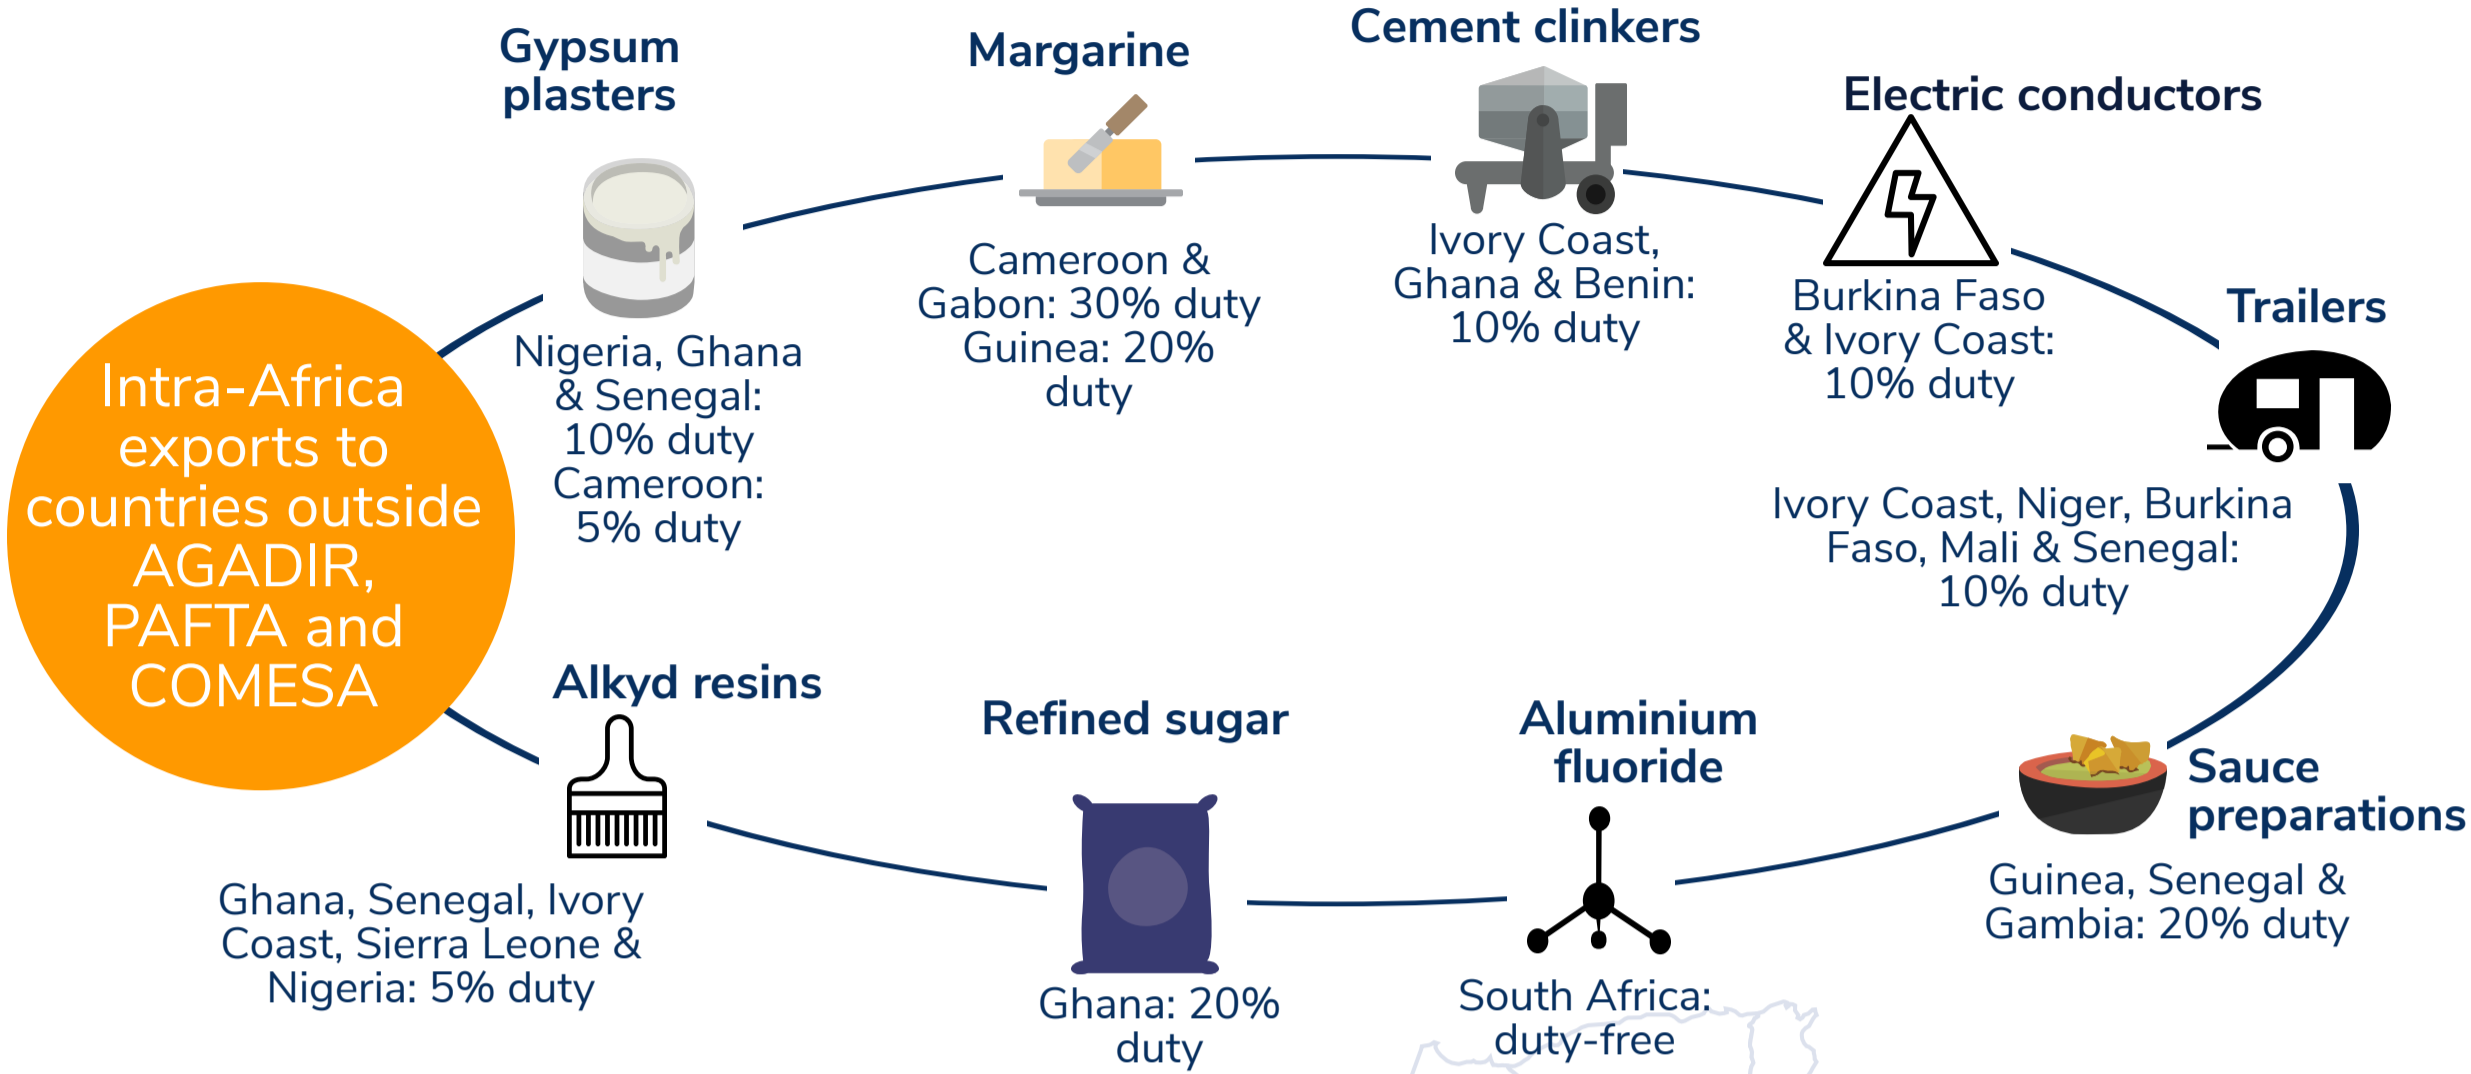 Intra-Africa
exports to
countries outside
AGADIR,
PAFTA and
COMESA
Gypsum
plasters
Nigeria, Ghana
& Senegal:
10% duty
Cameroon:
5% duty
Margarine
Cameroon &
Gabon: 30% duty
Guinea: 20%
duty
Cement clinkers
Ivory Coast,
Ghana & Benin:
10% duty
Electric conductors
Burkina Faso
& Ivory Coast:
10% duty
Trailers
Ivory Coast, Niger, Burkina
Faso, Mali & Senegal:
10% duty
Sauce
preparations
Guinea, Senegal &
Gambia: 20% duty
Aluminium
fluoride
South Africa:
duty-free
Refined sugar
Ghana: 20%
duty
Alkyd resins
Ghana, Senegal, Ivory
Coast, Sierra Leone &
Nigeria: 5% duty